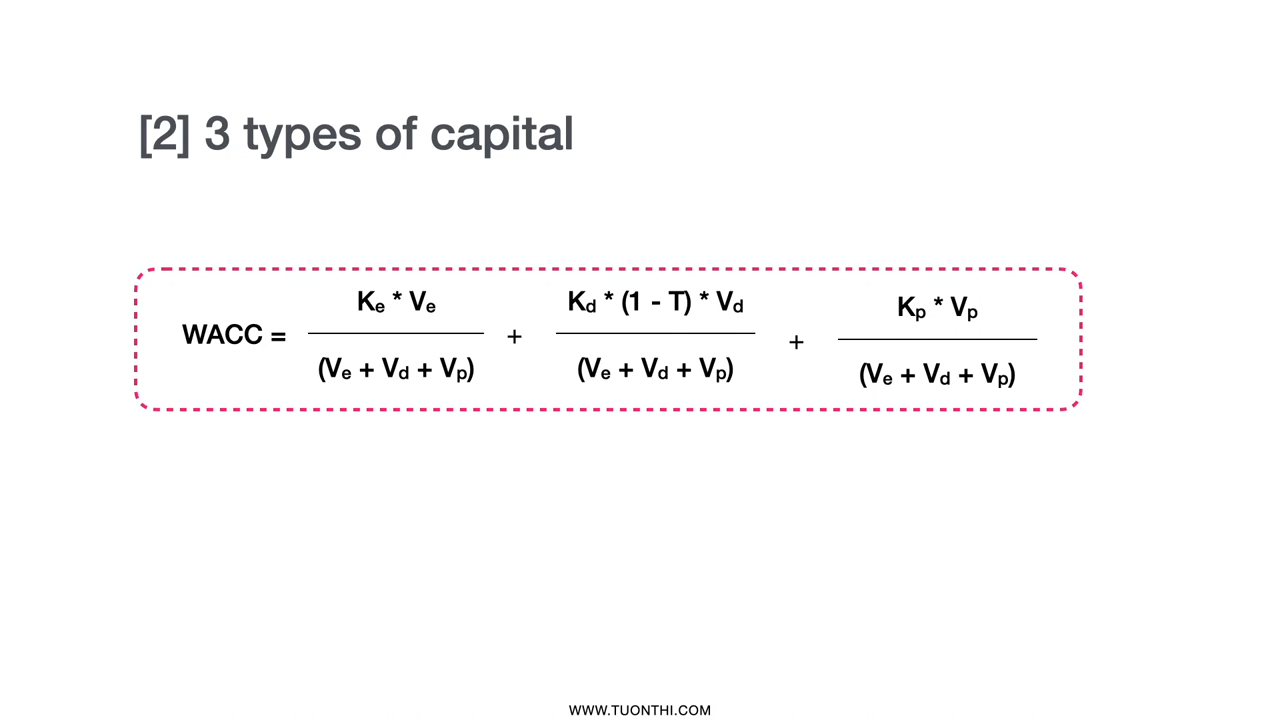 [2] 3 types of capital
Ke * Ve
Kd * (1 - T) * Vd
Kp * Vp
WACC =
+
+
(Ve + Vd + Vp)
(Ve + Vd + Vp)
(Ve + Vd + Vp)
WWW.TUONTHI.COM